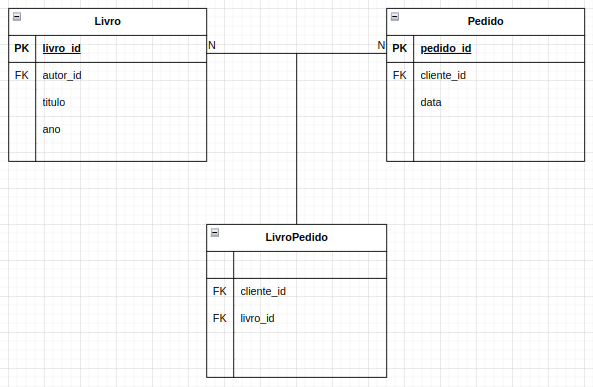 Livro
PK livro_id
FK autor_id
titulo
ano
N
N
Pedido
PK pedido_id
FK cliente_id
data
LivroPedido
FK cliente_id
FK livro_id